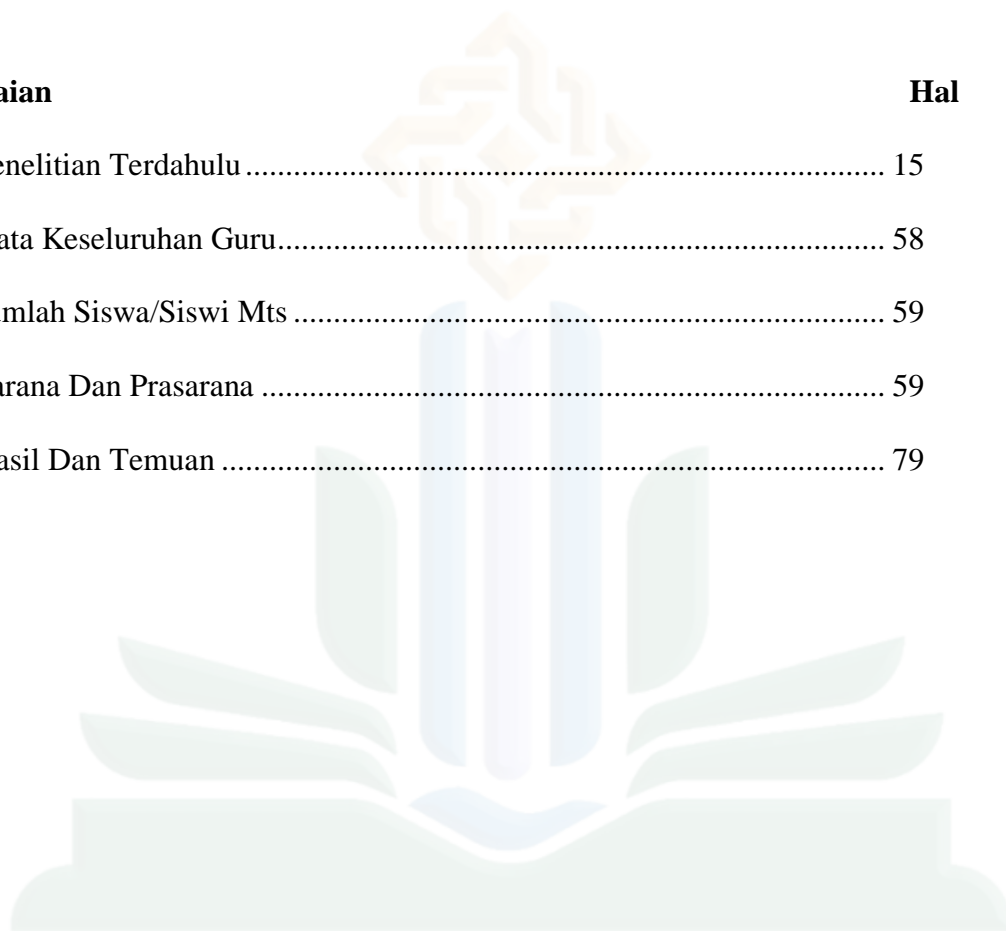 aian Hal
enelitian Terdahulu ................................................................................. 15
ata Keseluruhan Guru ............................................................................. 58
umlah Siswa/Siswi Mts ........................................................................... 59
arana Dan Prasarana ............................................................................... 59
asil Dan Temuan .................................................................................... 79